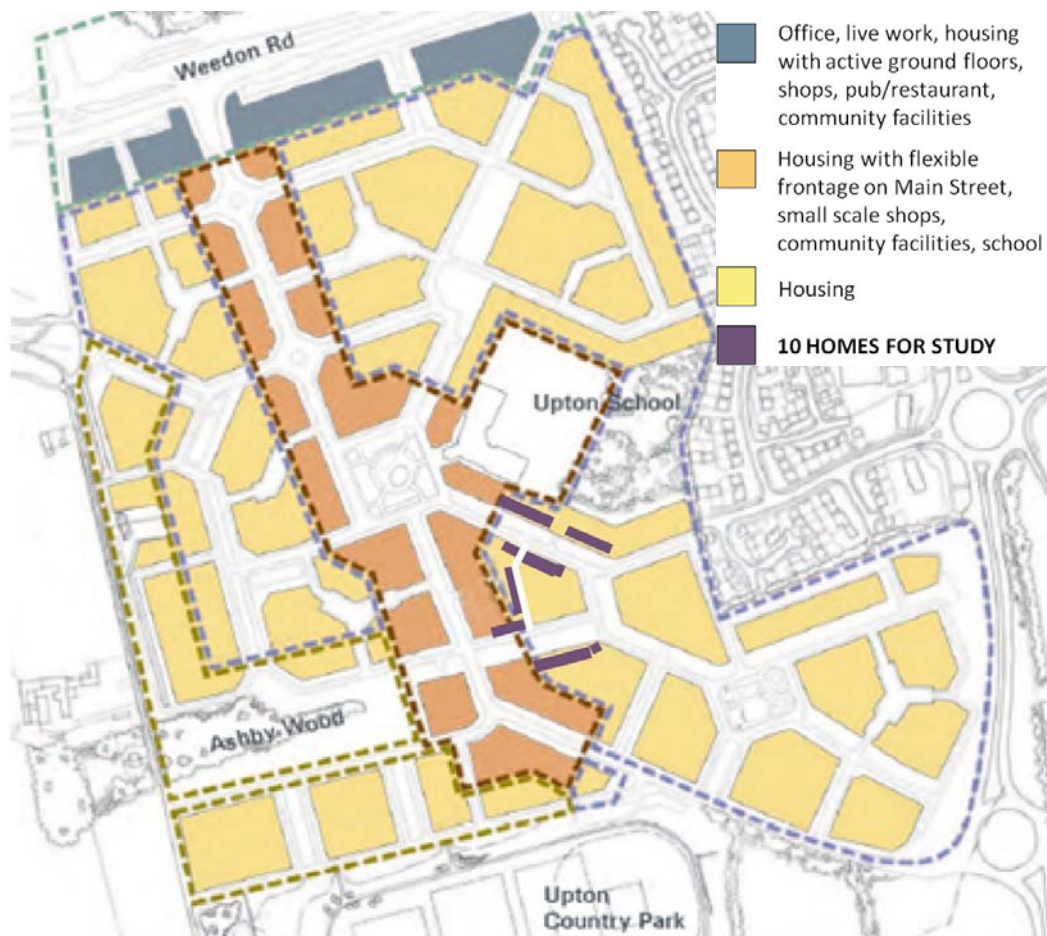 Weedon Rd
Office, live work, housing
with active ground floors,
shops, pub/restaurant,
community facilities
Housing with flexible
frontage on Main Street,
small scale shops,
community facilities, school
Housing
10 HOMES FOR STUDY
Upton School
Ashby Wood
Upton
Country Park